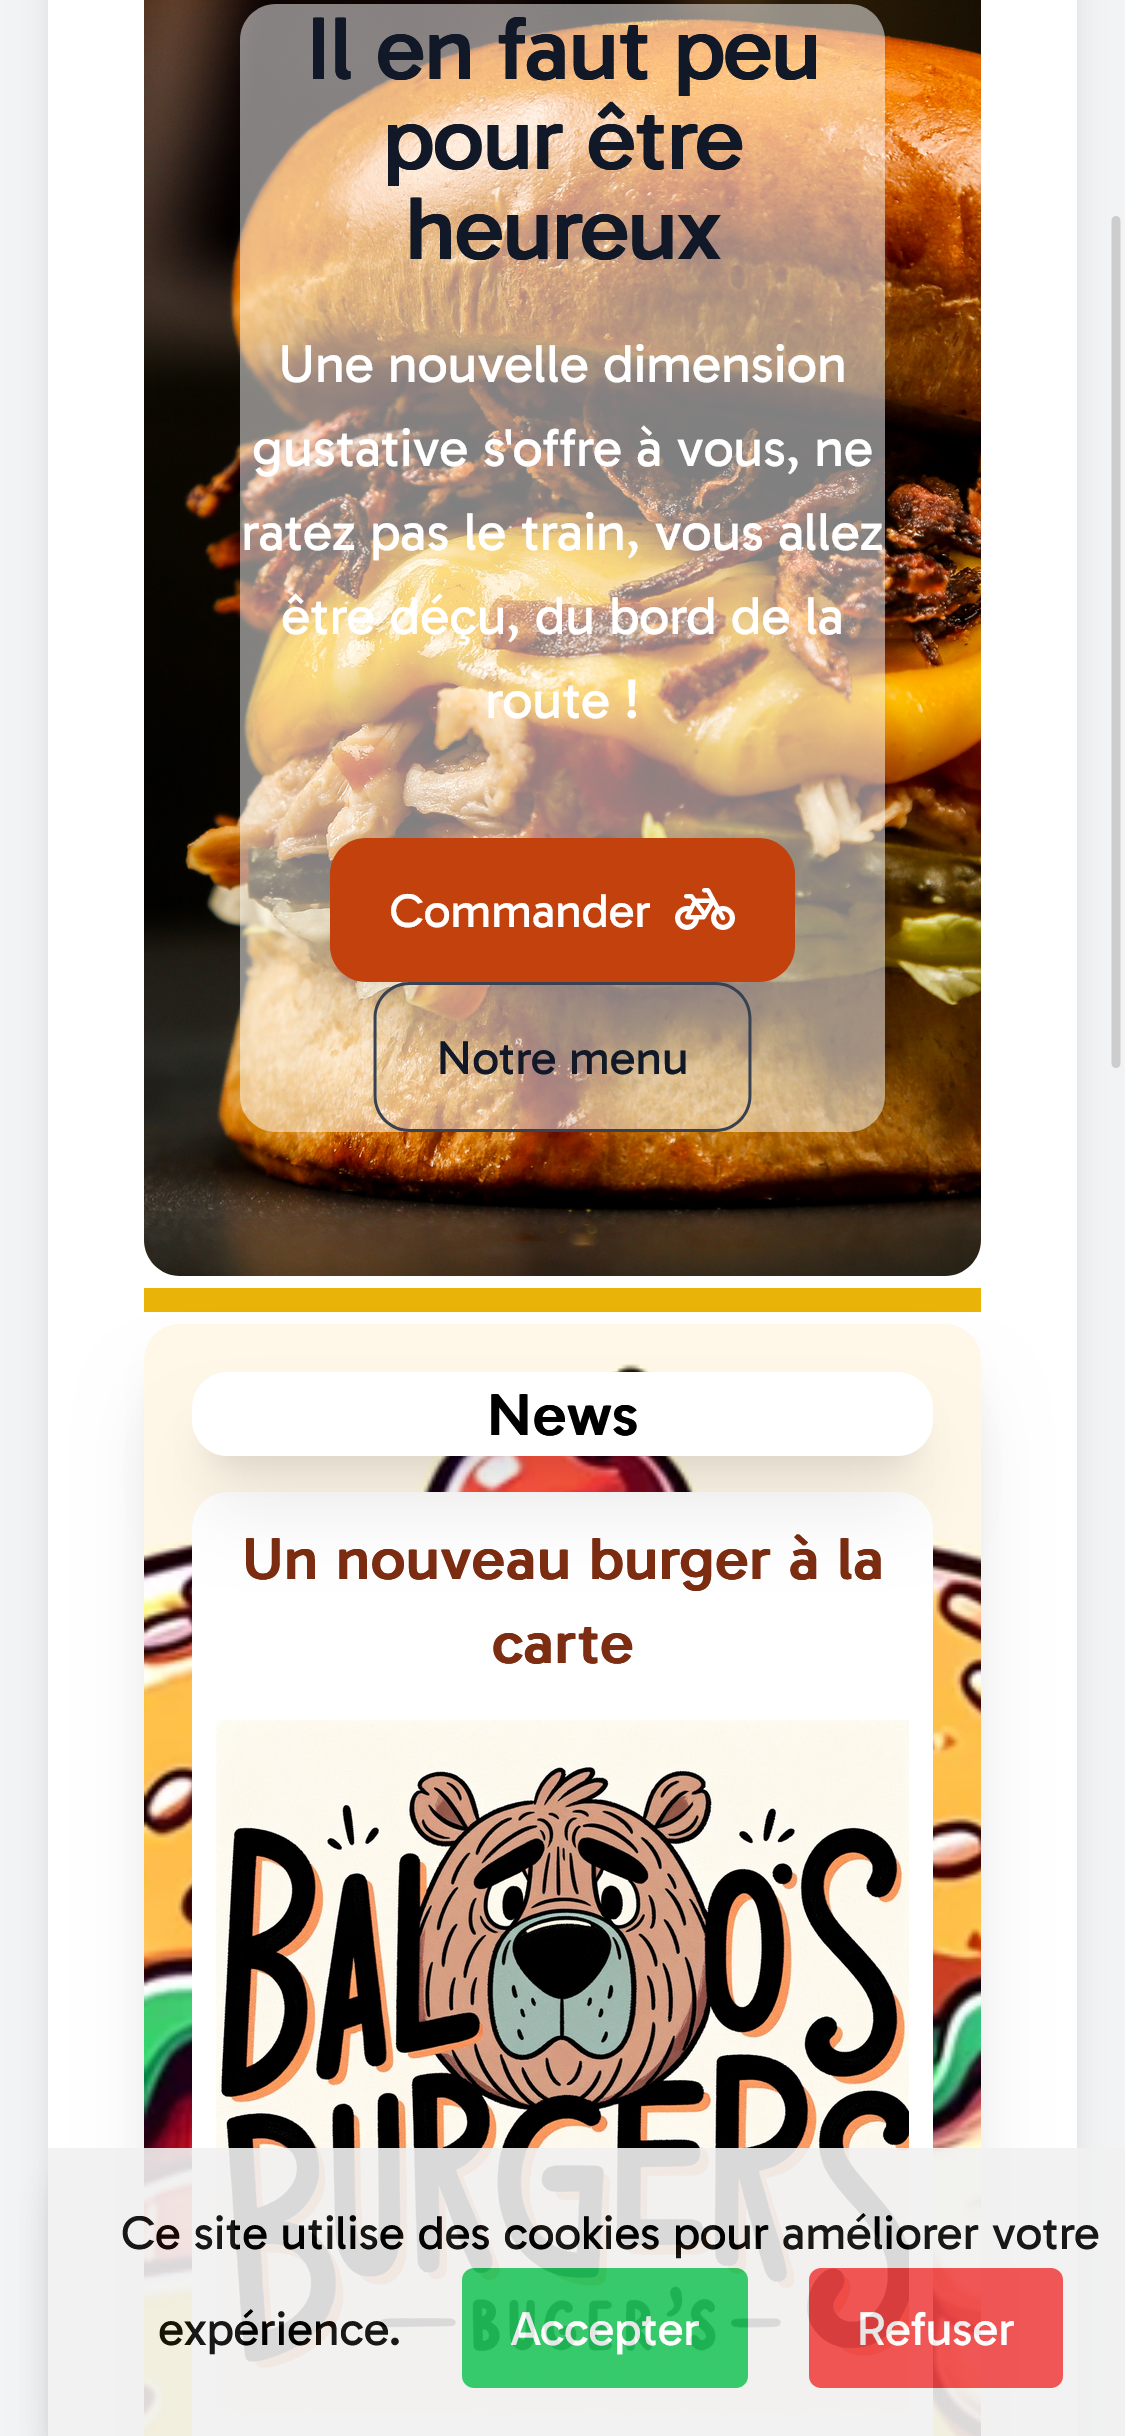 Il en faut peu
pour être
heureux
Une nouvelle dimension
gustative s'offre à vous, ne
ratez pas le train, vous allez
être déçu, du bord de la
route !
Commander
Notre menu
News
Un nouveau burger à la
carte
BALOO'S
BURGERS
BUGER'S
Ce site utilise des cookies pour améliorer votre
expérience.
Accepter
Refuser